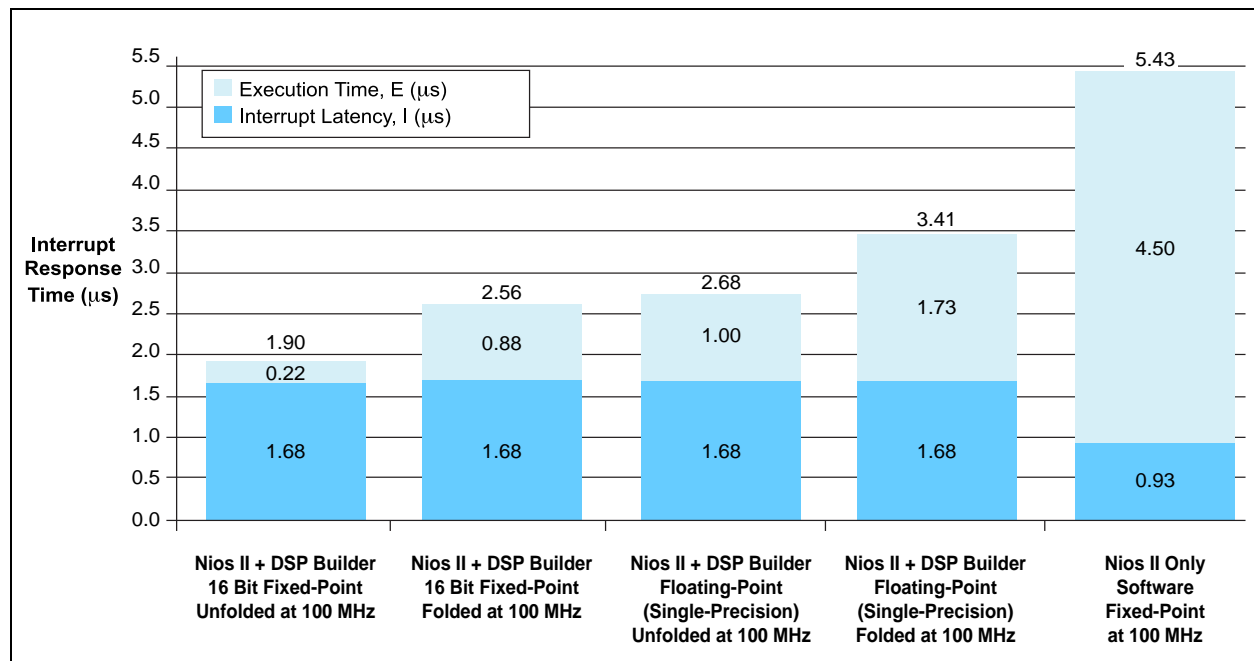 5.5
5.0
4.5
4.0
3.5
3.0
2.5
2.0
1.5
1.0
0.5
0.0
Interrupt
Response
Time (μs)
Execution Time, E (μs)
Interrupt Latency, I (μs)
1.90
0.22
1.68
2.56
0.88
1.68
2.68
1.00
1.68
3.41
1.73
1.68
5.43
4.50
0.93
Nios II + DSP Builder
16 Bit Fixed-Point
Unfolded at 100 MHz
Nios II + DSP Builder
16 Bit Fixed-Point
Folded at 100 MHz
Nios II + DSP Builder
Floating-Point
(Single-Precision)
Unfolded at 100 MHz
Nios II + DSP Builder
Floating-Point
(Single-Precision)
Folded at 100 MHz
Nios II Only
Software
Fixed-Point
at 100 MHz